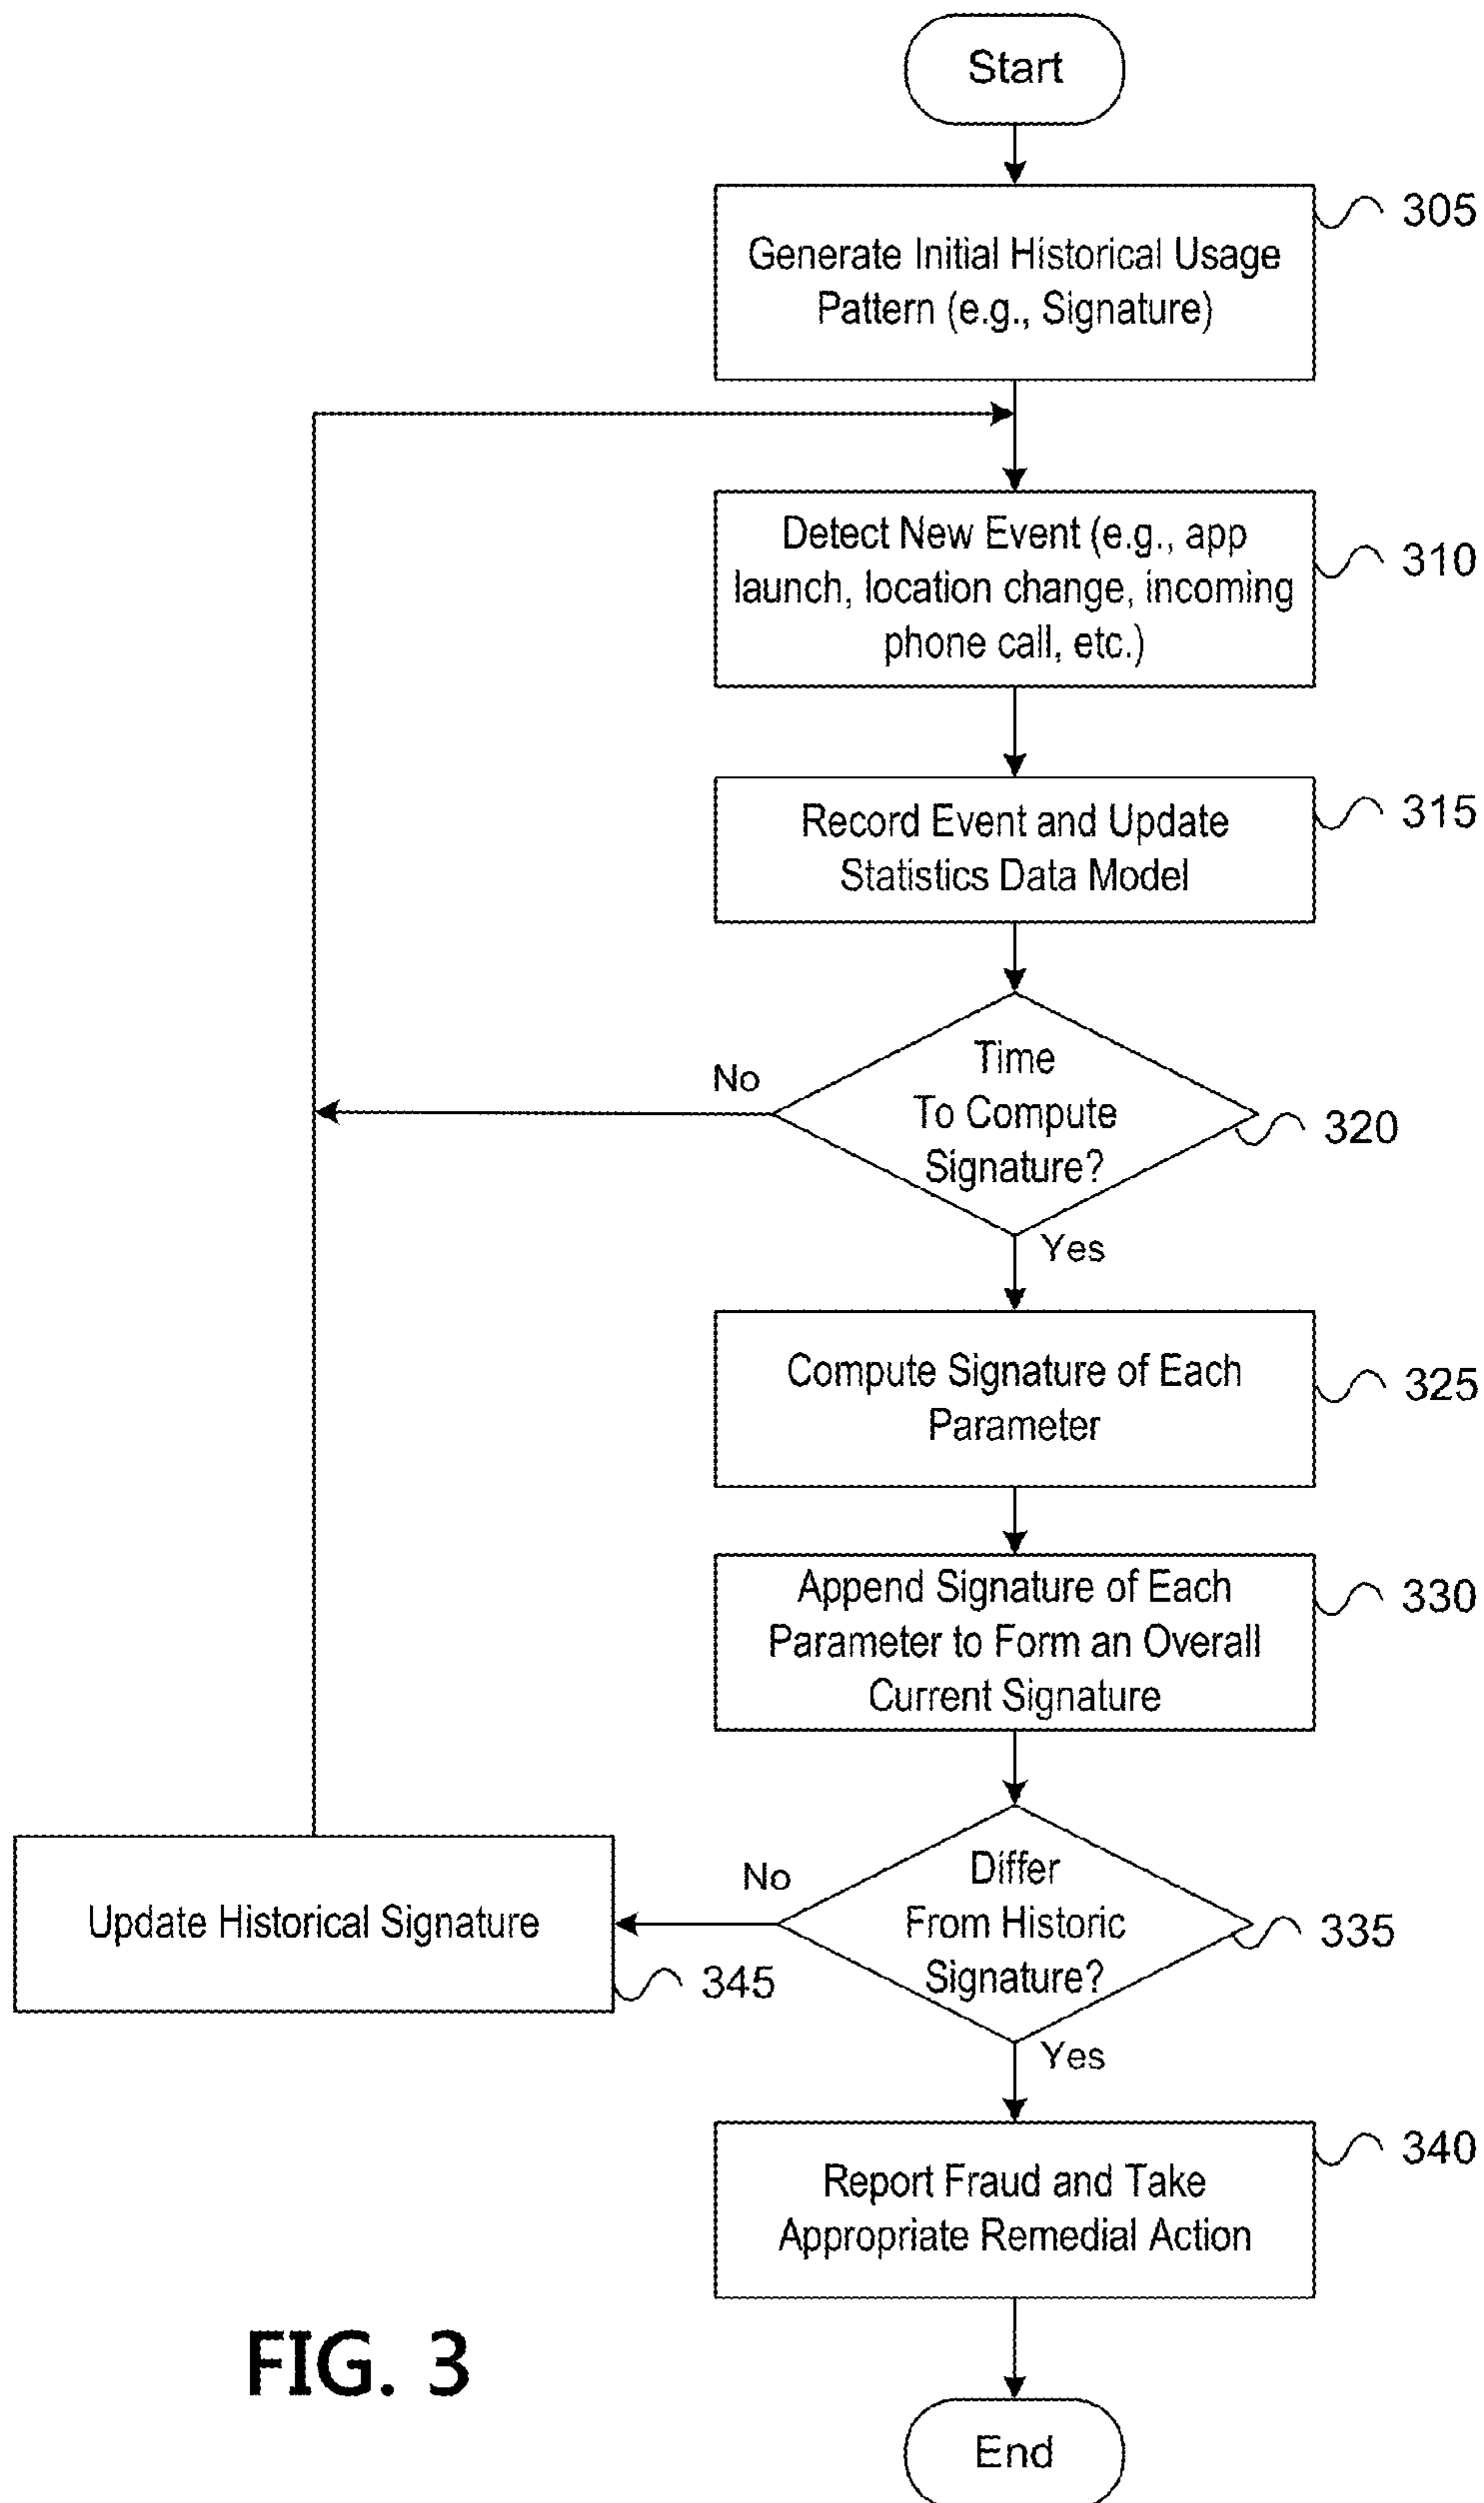 Start
305
Generate Initial Historical Usage
Pattern (e.g., Signature)
310
Detect New Event (e.g., app
launch, location change, incoming
phone call, etc.)
315
Record Event and Update
Statistics Data Model
Time
To Compute
Signature?
No
320
Yes
Compute Signature of Each
Parameter
325
Append Signature of Each
Parameter to Form an Overall
Current Signature
330
Differ
From Historic
Signature?
No
335
Update Historical Signature
345
Yes
340
Report Fraud and Take
Appropriate Remedial Action
FIG. 3
End